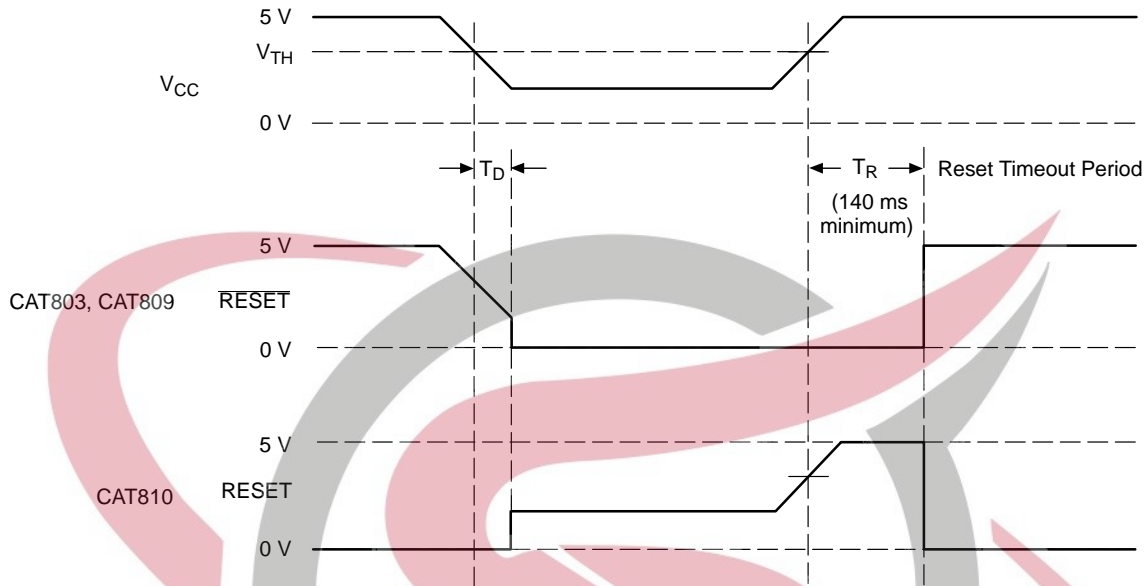 5 V
VTH
VCC
0 V
TD
TR
Reset Timeout Period
(140 ms
minimum)
5 V
CAT803, CAT809 RESET
0 V
5 V
CAT810 RESET
0 V